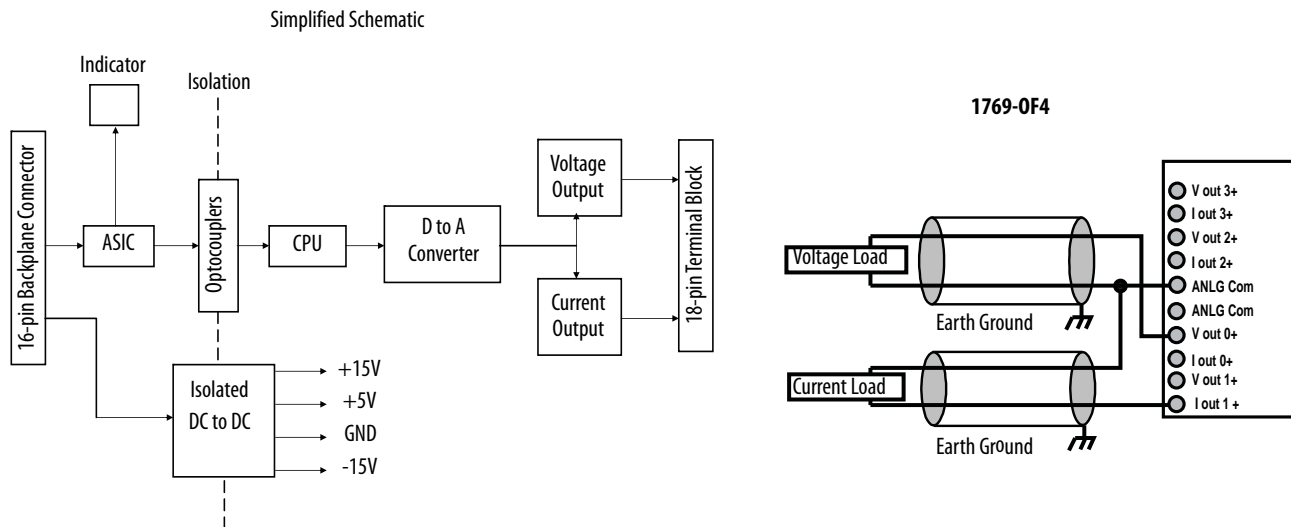 Simplified Schematic
Indicator
Isolation
16-pin Backplane Connector
ASIC
Optocouplers
CPU
D to A
Converter
Voltage
Output
Current
Output
18-pin Terminal Block
Isolated
DC to DC
+15V
+5V
GND
-15V
1769-OF4
Voltage Load
Earth Ground
Current Load
Earth Ground
V out 3+
I out 3+
V out 2+
I out 2+
ANLG Com
ANLG Com
V out 0+
I out 0+
V out 1+
I out 1 +